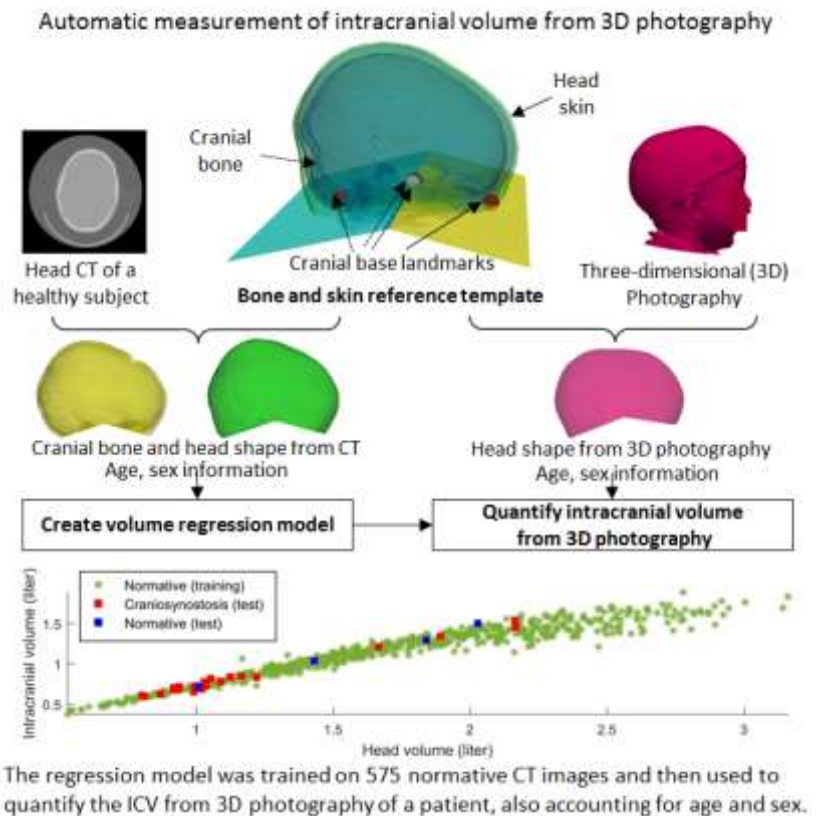 Automatic measurement of intracranial volume from 3D photography
Head
skin
Cranial
bone
Cranial base landmarks
Head CT of a
healthy subject
Bone and skin reference template
Three-dimensional (3D)
Photography
Cranial bone and head shape from CT
Age, sex information
Head shape from 3D photography
Age, sex information
Create volume regression model
Quantify intracranial volume
from 3D photography
Intracranial volume (liter)
Normative (training)
Craniosynostosis (test)
Normative (test)
1.5
1
0.5
1
1.5
2
2.5
3
Head volume (liter)
The regression model was trained on 575 normative CT images and then used to
quantify the ICV from 3D photography of a patient, also accounting for age and sex.